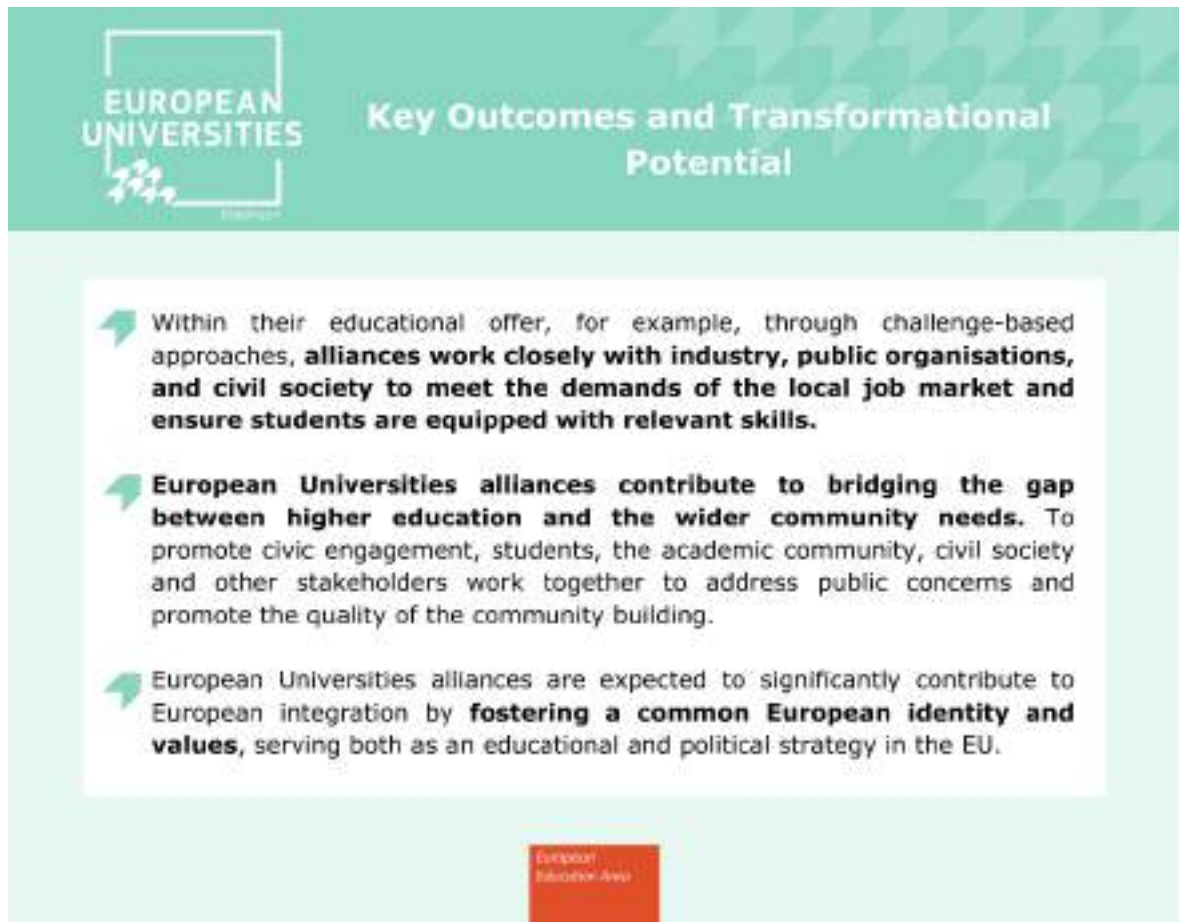 EUROPEAN
UNIVERSITIES
Key Outcomes and Transformational
Potential
Within their educational offer, for example, through challenge-based
approaches, alliances work closely with industry, public organisations,
and civil society to meet the demands of the local job market and
ensure students are equipped with relevant skills.
European Universities alliances contribute to bridging the gap
between higher education and the wider community needs. To
promote civic engagement, students, the academic community, civil society
and other stakeholders work together to address public concerns and
promote the quality of the community building.
European Universities alliances are expected to significantly contribute to
European integration by fostering a common European identity and
values, serving both as an educational and political strategy in the EU.
European
Education Area